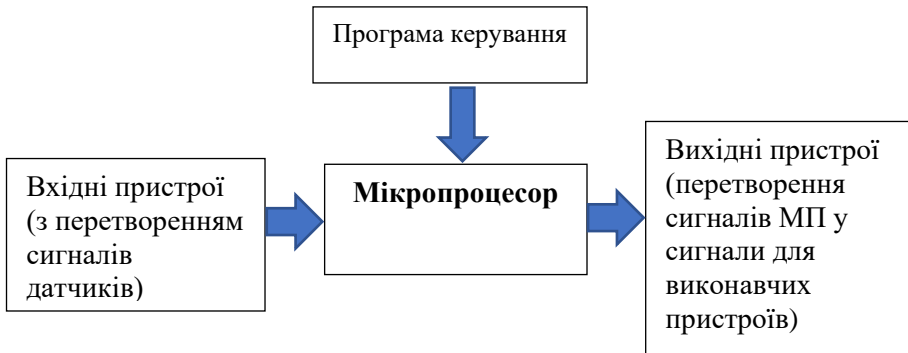 Програма керування
Вхідні пристрої
(з перетворенням
сигналів
датчиків)
Мікропроцесор
Вихідні пристрої
(перетворення
сигналів МП у
сигнали для
виконавчих
пристроїв)